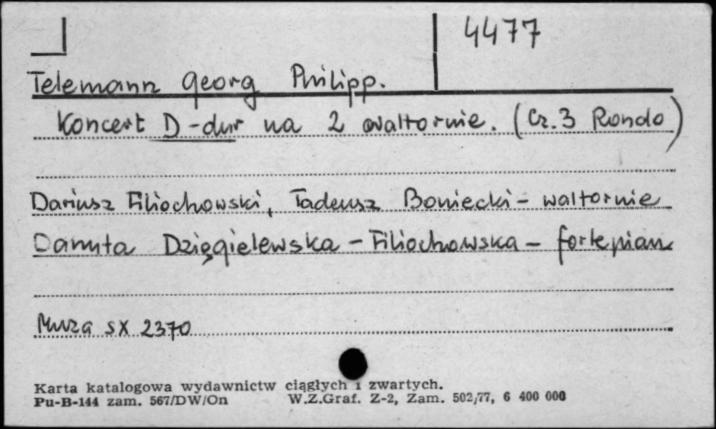 4477
Telemann Georg Philipp.
Koncert D-dur na 2 waltornie. (Cz.3 Rondo)
Dariusz Filiochowski, Tadeusz Boniecki - waltornie
Danuta Dzięgielewska - Filiochowska - fortepian
Muza SX 2370
Karta katalogowa wydawnictw ciągłych i zwartych.
Pu-B-144 zam. 567/DW/On W.Z.Graf. Z-2, Zam. 502/77, 6 400 000